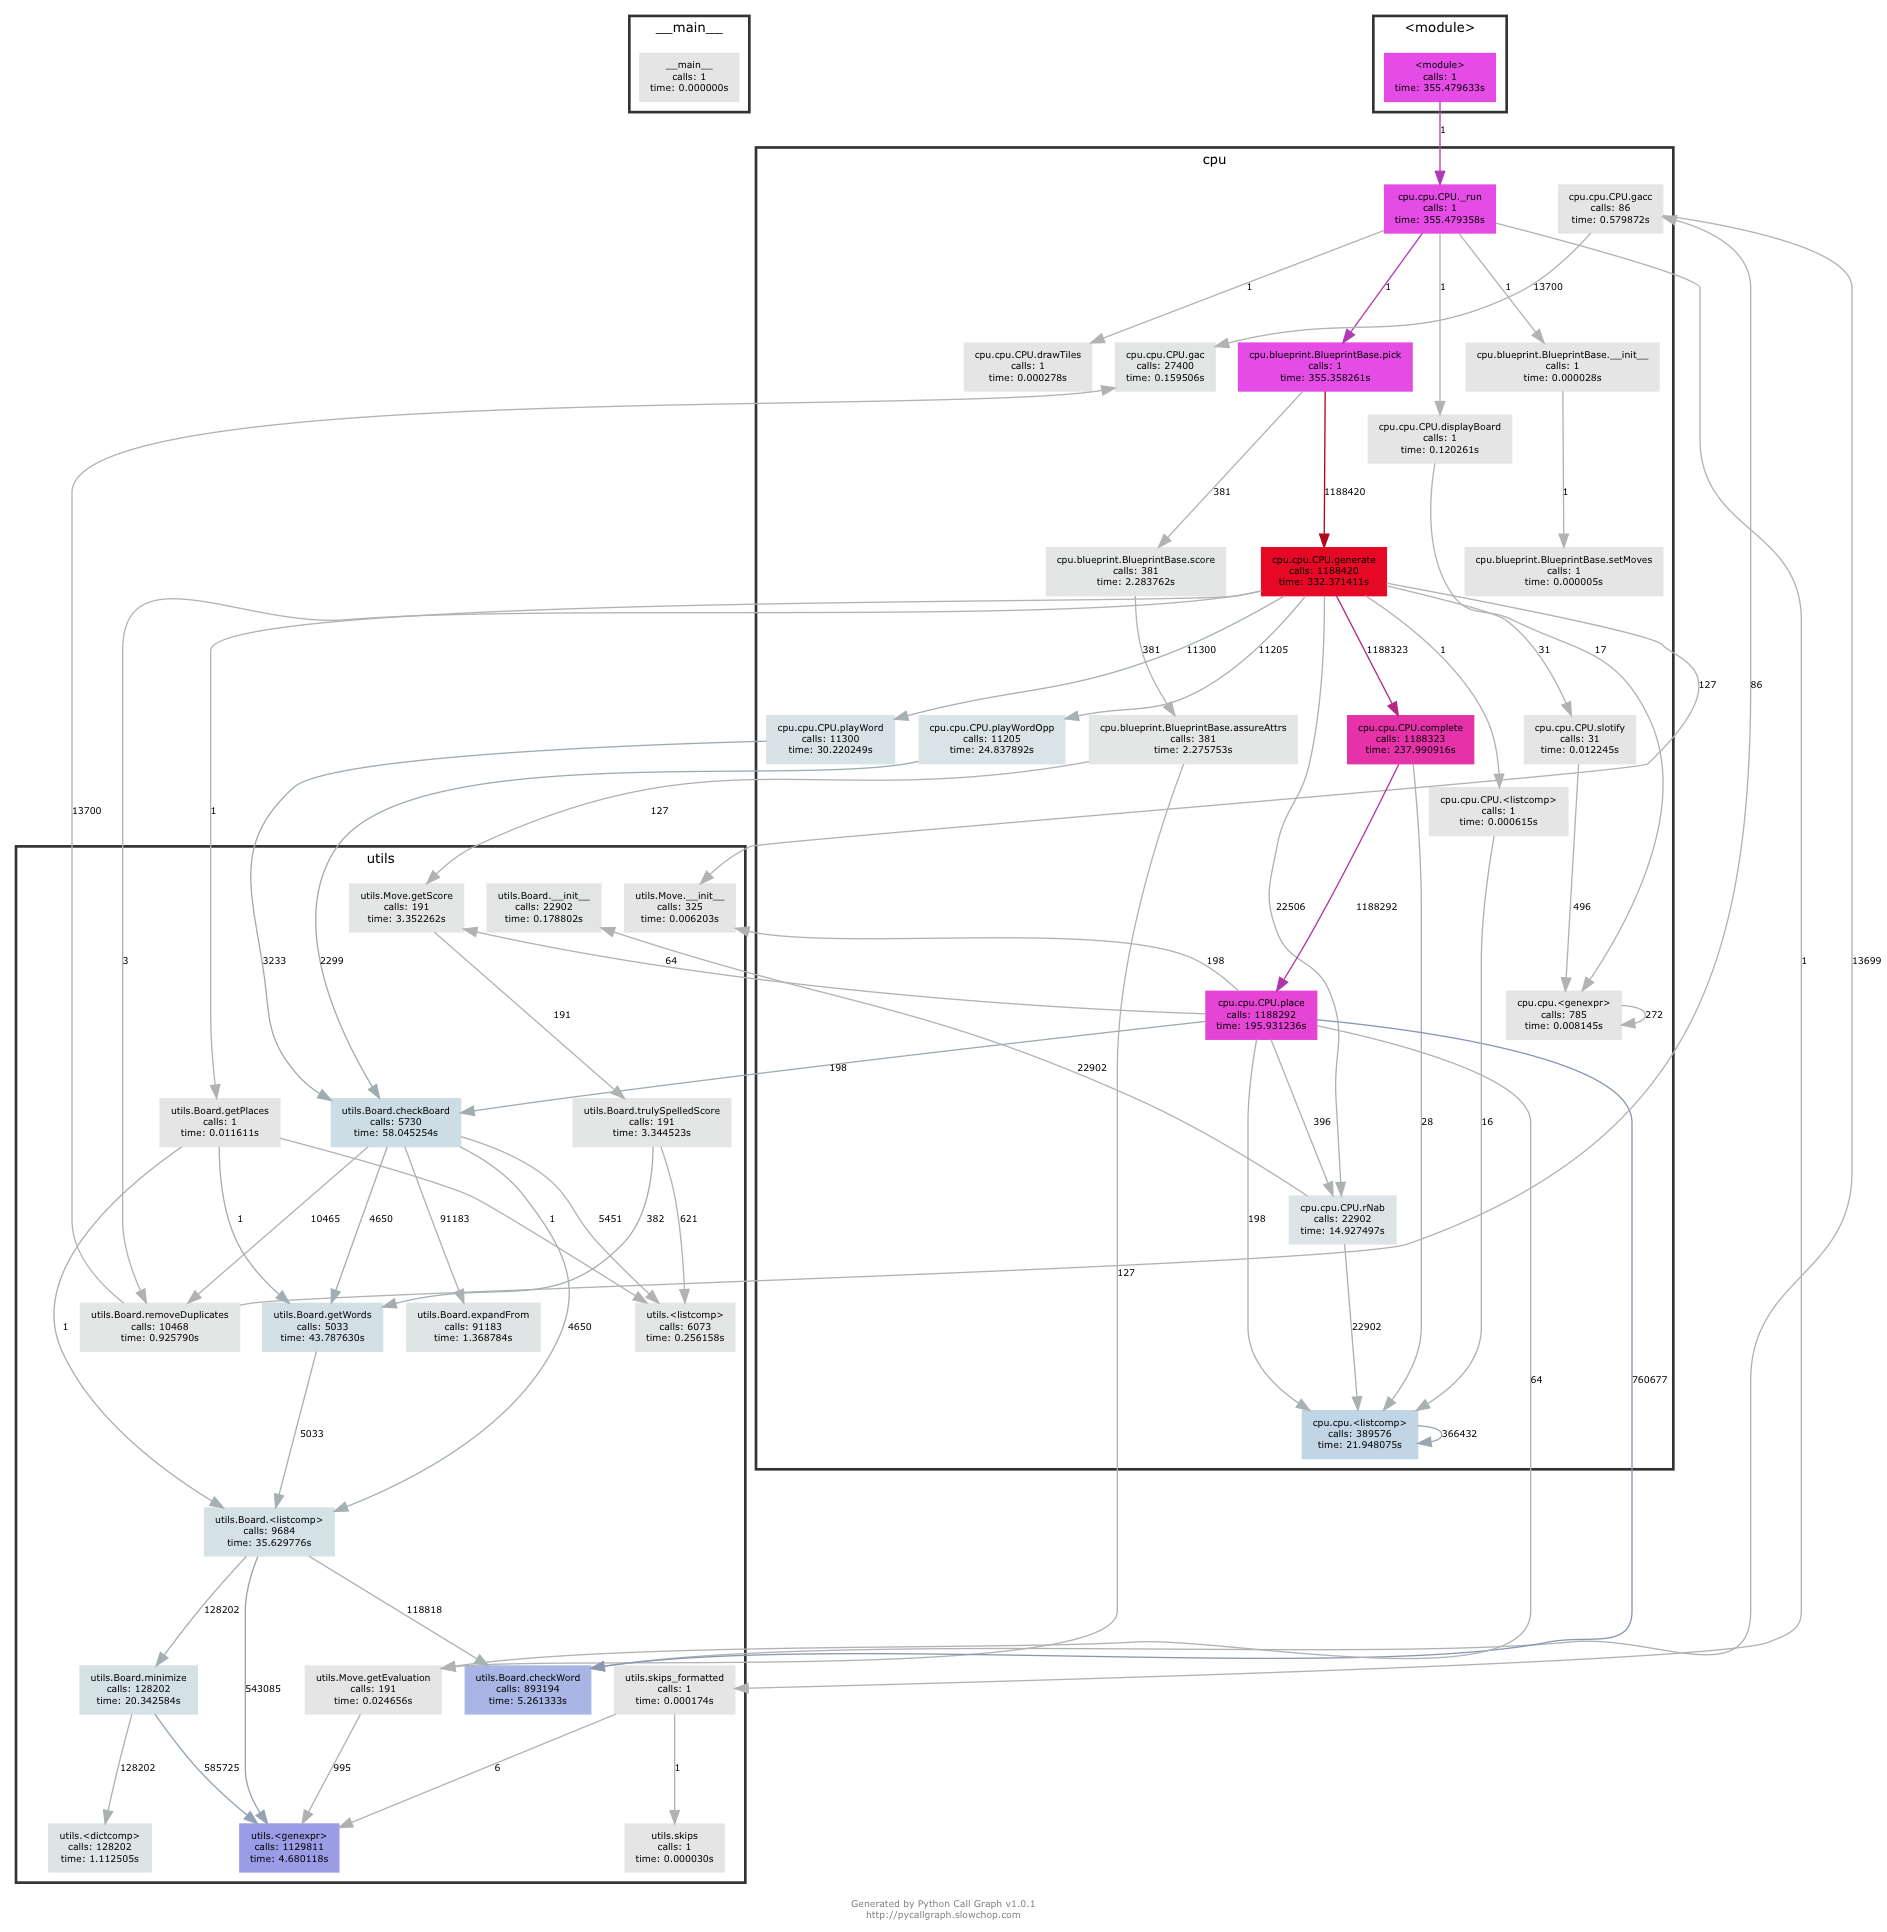 __main__
<module>
__main__
calls: 1
time: 0.000000s
<module>
calls: 1
time: 355.479633s
1
cpu
cpu.cpu.CPU._run
calls: 1
time: 355.479358s
cpu.cpu.CPU.gacc
calls: 86
time: 0.579872s
1
1
1
1
13700
cpu.cpu.CPU.drawTiles
calls: 1
time: 0.000278s
cpu.cpu.CPU.gac
calls: 27400
time: 0.159506s
cpu.blueprint.BlueprintBase.pick
calls: 1
time: 355.358261s
cpu.blueprint.BlueprintBase.__init__
calls: 1
time: 0.000028s
cpu.cpu.CPU.displayBoard
calls: 1
time: 0.120261s
381
1188420
1
cpu.blueprint.BlueprintBase.score
calls: 381
time: 2.283762s
cpu.cpu.CPU.generate
calls: 1188420
time: 332.371411s
cpu.blueprint.BlueprintBase.setMoves
calls: 1
time: 0.000005s
381
11300
11205
1188323
1
31
17
127
86
cpu.cpu.CPU.playWord
calls: 11300
time: 30.220249s
cpu.cpu.CPU.playWordOpp
calls: 11205
time: 24.837892s
cpu.blueprint.BlueprintBase.assureAttrs
calls: 381
time: 2.275753s
cpu.cpu.CPU.complete
calls: 1188323
time: 237.990916s
cpu.cpu.CPU.slotify
calls: 31
time: 0.012245s
13700
1
127
cpu.cpu.CPU.<listcomp>
calls: 1
time: 0.000615s
utils
utils.Move.getScore
calls: 191
time: 3.352262s
utils.Board.__init__
calls: 22902
time: 0.178802s
utils.Move.__init__
calls: 325
time: 0.006203s
22506
1188292
496
3
3233
2299
64
198
1
13699
cpu.cpu.CPU.place
calls: 1188292
time: 195.931236s
cpu.cpu.<genexpr>
calls: 785
time: 0.008145s
272
191
198
22902
utils.Board.getPlaces
calls: 1
time: 0.011611s
utils.Board.checkBoard
calls: 5730
time: 58.045254s
utils.Board.trulySpelledScore
calls: 191
time: 3.344523s
396
28
16
1
10465
4650
91183
1
5451
382
621
198
cpu.cpu.CPU.rNab
calls: 22902
time: 14.927497s
127
utils.Board.removeDuplicates
calls: 10468
time: 0.925790s
utils.Board.getWords
calls: 5033
time: 43.787630s
utils.Board.expandFrom
calls: 91183
time: 1.368784s
utils.<listcomp>
calls: 6073
time: 0.256158s
1
4650
22902
64
760677
5033
cpu.cpu.<listcomp>
calls: 389576
time: 21.948075s
366432
utils.Board.<listcomp>
calls: 9684
time: 35.629776s
128202
118818
utils.Board.minimize
calls: 128202
time: 20.342584s
543085
utils.Move.getEvaluation
calls: 191
time: 0.024656s
utils.Board.checkWord
calls: 893194
time: 5.261333s
utils.skips_formatted
calls: 1
time: 0.000174s
128202
585725
995
6
1
utils.<dictcomp>
calls: 128202
time: 1.112505s
utils.<genexpr>
calls: 1129811
time: 4.680118s
utils.skips
calls: 1
time: 0.000030s
Generated by Python Call Graph v1.0.1
http://pycallgraph.slowchop.com